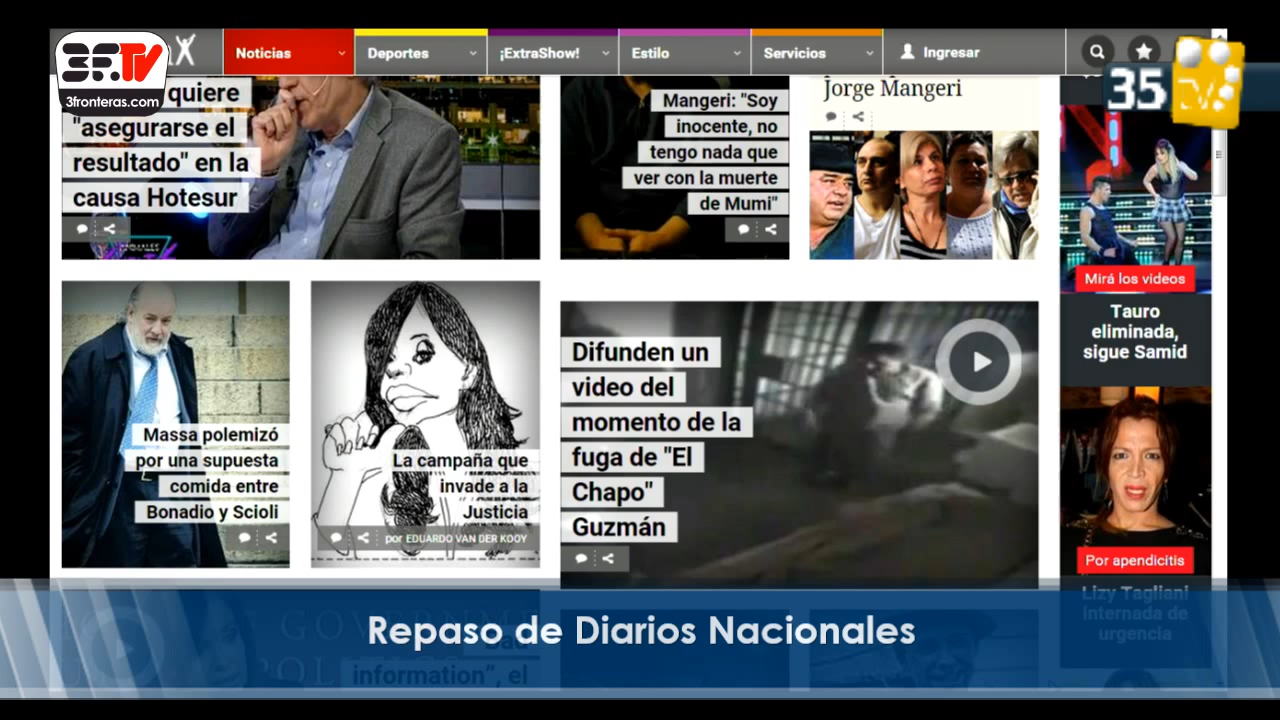 3F.TV
3fronteras.com
Noticias
Deportes
¡ExtraShow!
Estilo
Servicios
Ingresar
35
TV
quiere
"asegurarse el
resultado" en la
causa Hotesur
Mangeri: "Soy
inocente, no
tengo nada que
ver con la muerte
de Mumi"
Jorge Mangeri
Mirá los videos
Tauro
eliminada,
sigue Samid
Massa polemizó
por una supuesta
comida entre
Bonadio y Scioli
La campaña que
invade a la
Justicia
por EDUARDO VAN DER KOOY
Difunden un
video del
momento de la
fuga de "El
Chapo"
Guzmán
Por apendicitis
Lizy Tagliani
Internada de
urgencia
Repaso de Diarios Nacionales
information", el